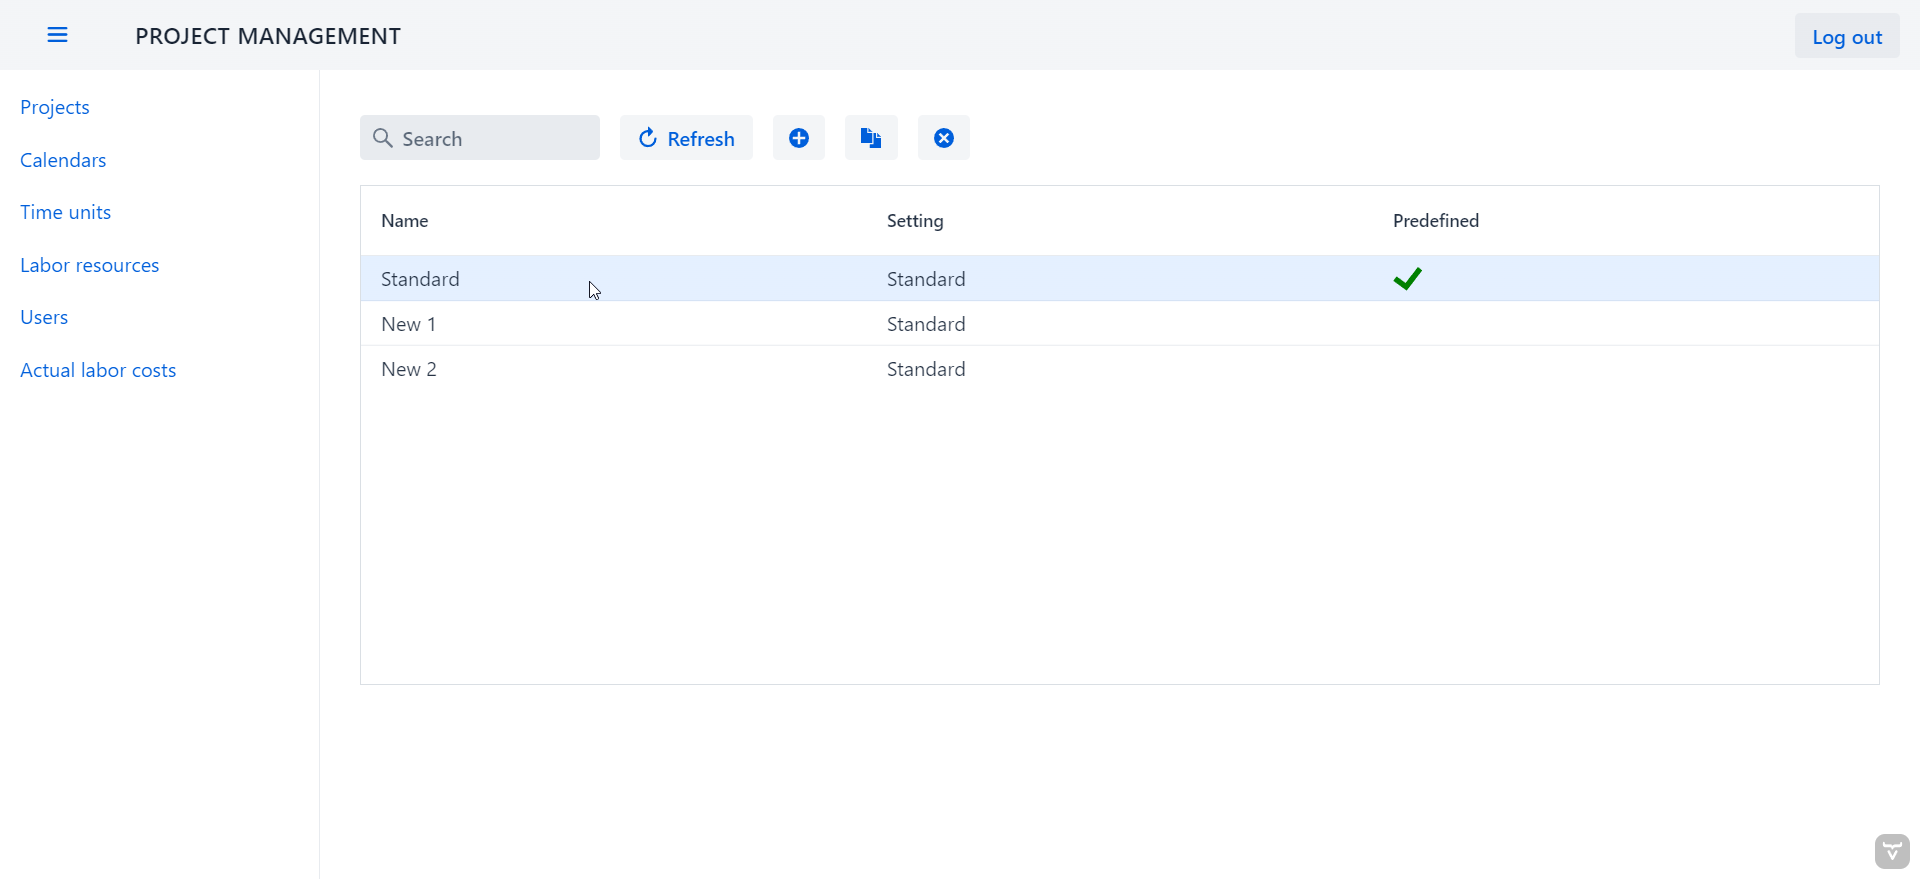 PROJECT MANAGEMENT
Log out
Projects
Calendars
Time units
Labor resources
Users
Actual labor costs
Search
Refresh
Name Setting Predefined
Standard Standard
New 1 Standard
New 2 Standard